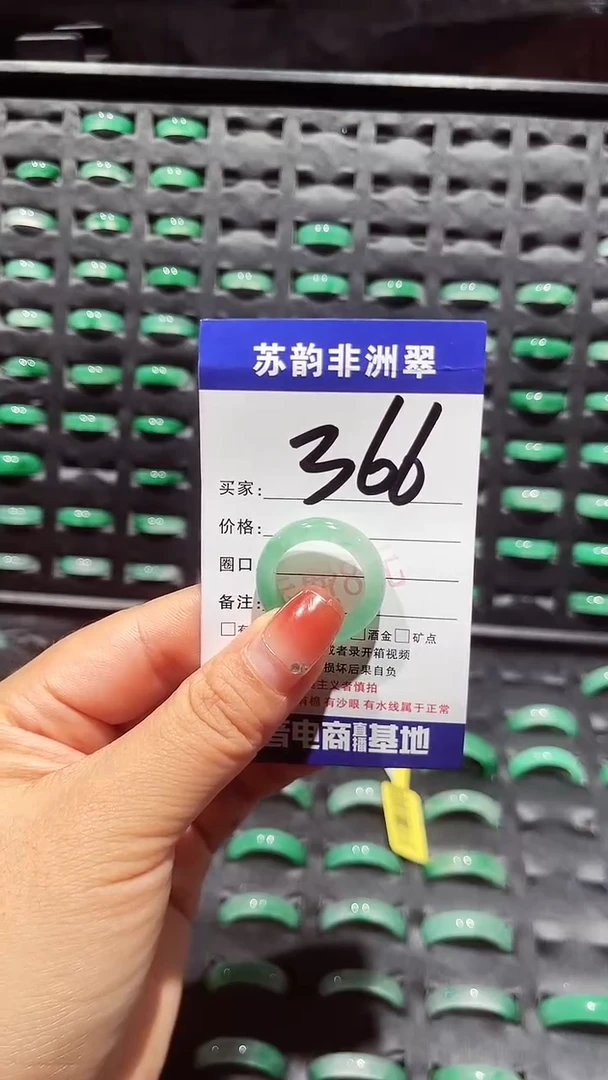 苏韵非洲翠
366
买家:
价格:
圈口
备注:
酒金 矿点
或者录开箱视频
损坏后果自负
主义者慎拍
有沙眼 有水线属于正常
电商直播基地